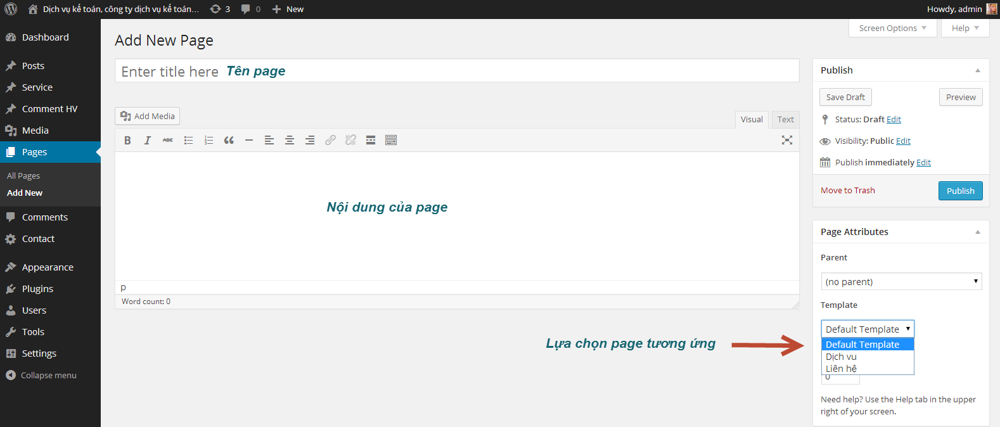 Dịch vụ kế toán, công ty dịch vụ kế toán... 3 0 New Howdy, admin
Screen Options Help
Dashboard
Posts
Service
Comment HV
Media
Pages
All Pages
Add New
Comments
Contact
Appearance
Plugins
Users
Tools
Settings
Collapse menu
Add New Page
Enter title here Tên page
Add Media
Visual Text
B I ABC
Nội dung của page
p
Word count: 0
Lựa chọn page tương ứng
Publish
Save Draft Preview
Status: Draft Edit
Visibility: Public Edit
Publish immediately Edit
Move to Trash Publish
Page Attributes
Parent
(no parent)
Template
Default Template
Default Template
Dịch vu
Liên hệ
0
Need help? Use the Help tab in the upper
right of your screen.